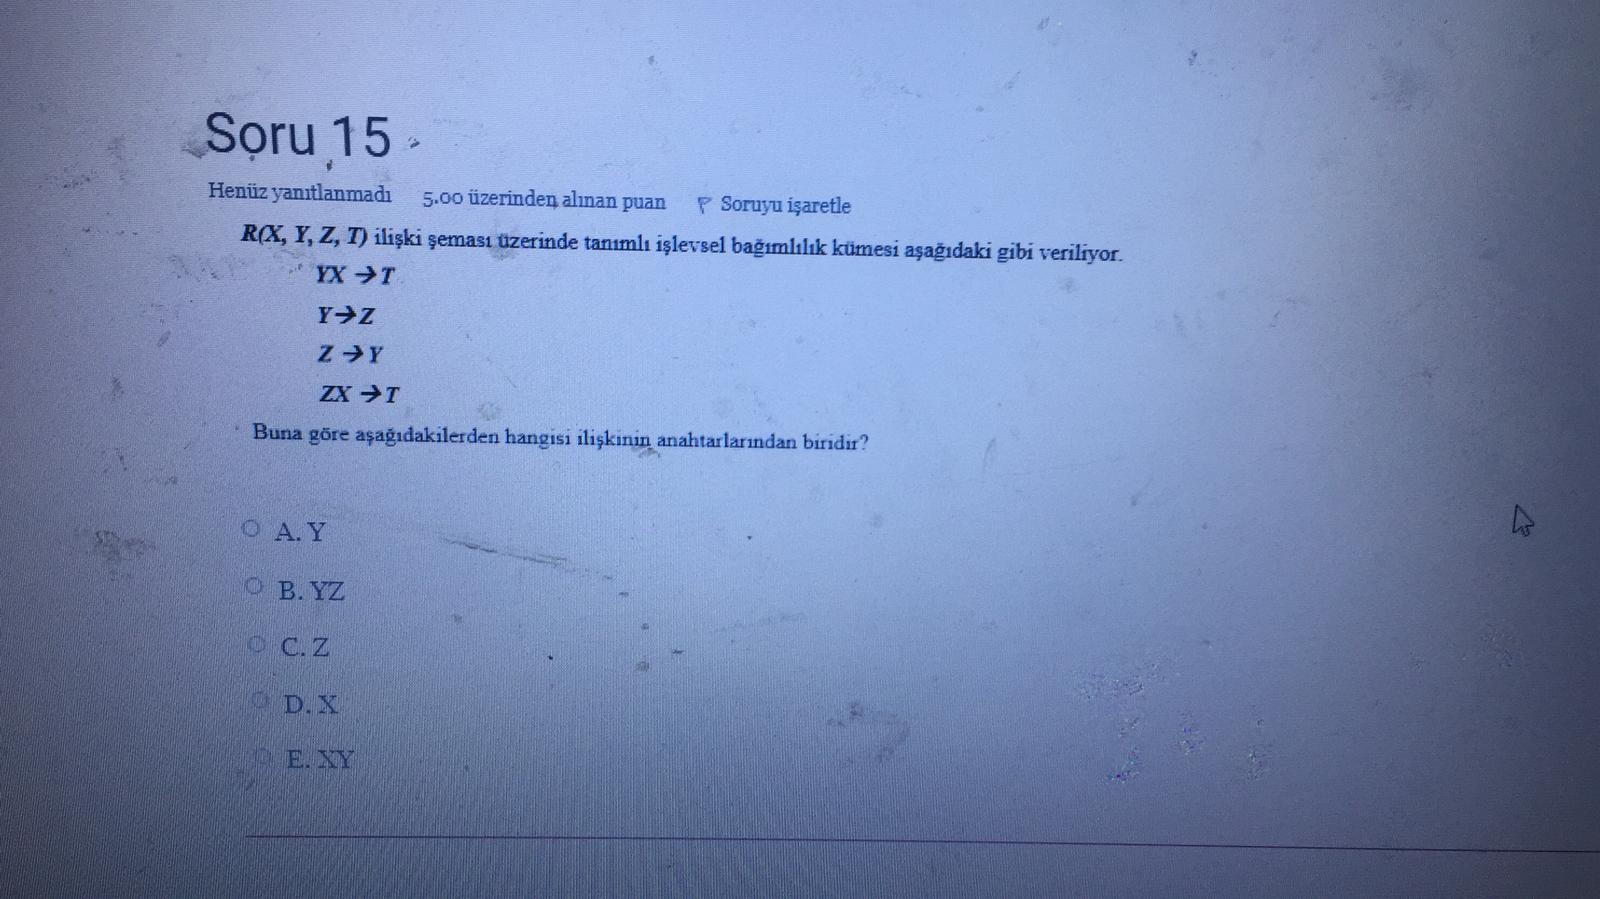 Soru 15
Henüz yanıtlanmadı 5.00 üzerinden alınan puan Soruyu işaretle
R(X, Y, Z, T) ilişki şeması üzerinde tanımlı işlevsel bağımlılık kümesi aşağıdaki gibi veriliyor.
YX →T
Y→Z
Z →Y
ZX →T
Buna göre aşağıdakilerden hangisi ilişkinin anahtarlarından biridir?
A. Y
B. YZ
C. Z
D. X
E. XY